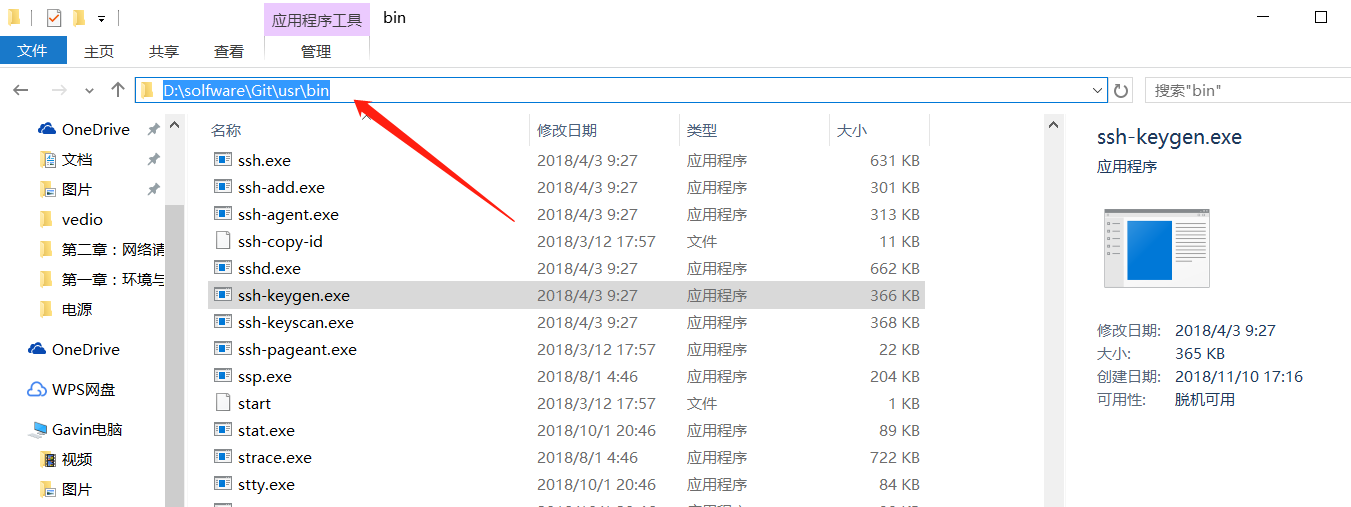 应用程序工具 bin
文件 主页 共享 查看 管理
D:\solfware\Git\usr\bin 搜索"bin"
OneDrive
文档
图片
vedio
第二章：网络请
第一章：环境与
电源
OneDrive
WPS网盘
Gavin电脑
视频
图片
名称 修改日期 类型 大小
ssh.exe 2018/4/3 9:27 应用程序 631 KB
ssh-add.exe 2018/4/3 9:27 应用程序 301 KB
ssh-agent.exe 2018/4/3 9:27 应用程序 313 KB
ssh-copy-id 2018/3/12 17:57 文件 11 KB
sshd.exe 2018/4/3 9:27 应用程序 662 KB
ssh-keygen.exe 2018/4/3 9:27 应用程序 366 KB
ssh-keyscan.exe 2018/4/3 9:27 应用程序 368 KB
ssh-pageant.exe 2018/3/12 17:57 应用程序 22 KB
ssp.exe 2018/8/1 4:46 应用程序 204 KB
start 2018/3/12 17:57 文件 1 KB
stat.exe 2018/10/1 20:46 应用程序 89 KB
strace.exe 2018/8/1 4:46 应用程序 722 KB
stty.exe 2018/10/1 20:46 应用程序 84 KB
ssh-keygen.exe
应用程序
修改日期: 2018/4/3 9:27
大小: 365 KB
创建日期: 2018/11/10 17:16
可用性: 脱机可用